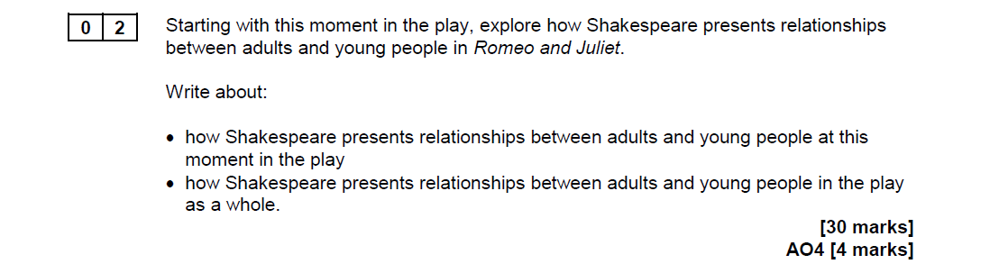 0 2 Starting with this moment in the play, explore how Shakespeare presents relationships
between adults and young people in Romeo and Juliet.
Write about:
• how Shakespeare presents relationships between adults and young people at this
moment in the play
• how Shakespeare presents relationships between adults and young people in the play
as a whole.
[30 marks]
AO4 [4 marks]